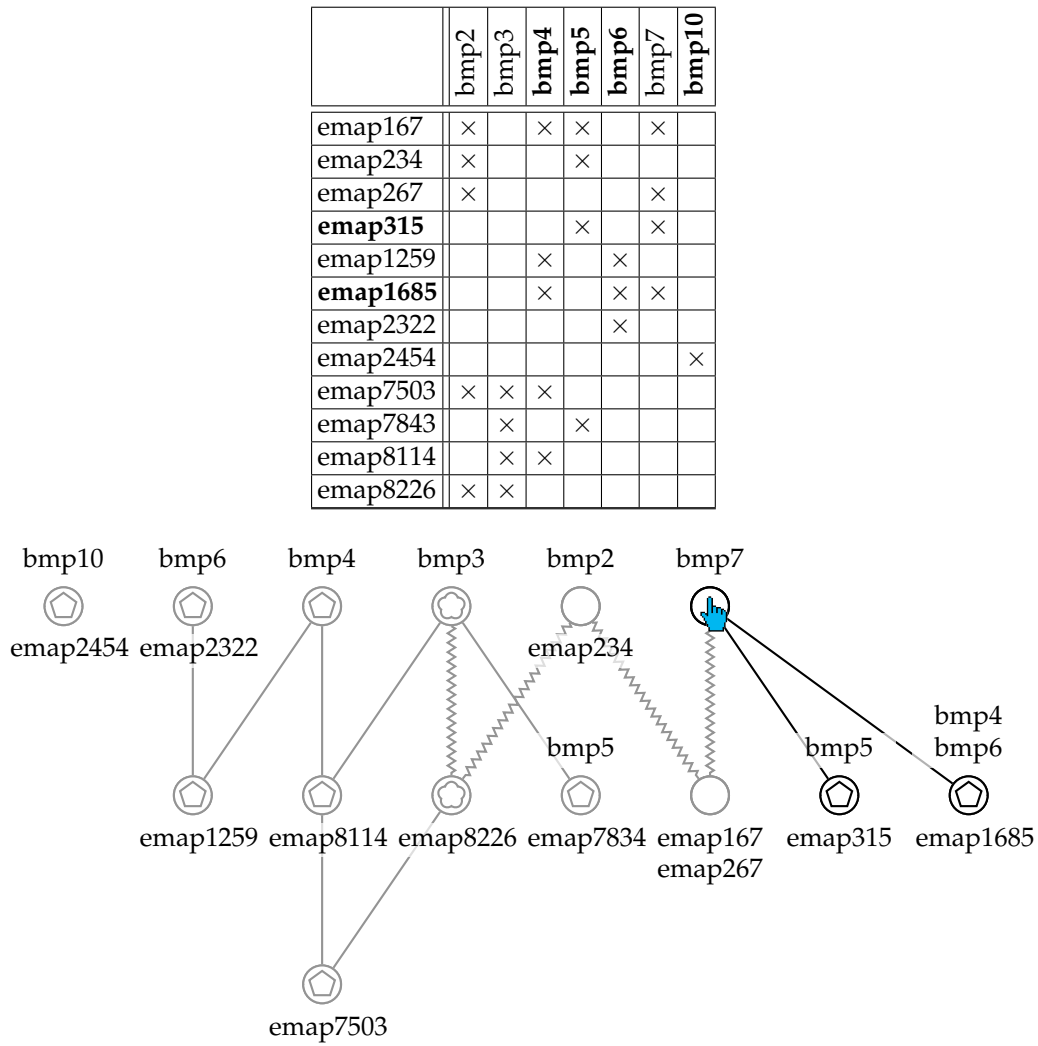 bmp2 bmp3 bmp4 bmp5 bmp6 bmp7 bmp10
emap167 × × × ×
emap234 × ×
emap267 × ×
emap315 × ×
emap1259 × ×
emap1685 × × ×
emap2322 ×
emap2454 ×
emap7503 × × ×
emap7843 × ×
emap8114 × ×
emap8226 × ×
bmp10 bmp6 bmp4 bmp3 bmp2 bmp7
emap2454 emap2322 emap234
bmp4
bmp5 bmp5 bmp6
emap1259 emap8114 emap8226 emap7834 emap167 emap315 emap1685
emap267
emap7503